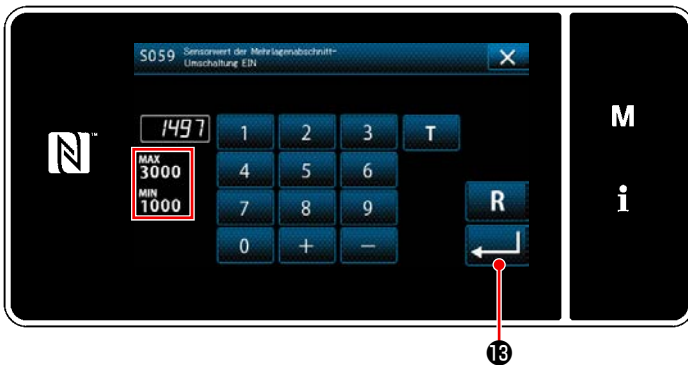 S059 Sensorwert der Mehrlagenabschnitt-
Umschaltung EIN
1497
1 2 3 T
MAX
3000
4 5 6
MIN
1000
7 8 9 R
0 + −
M
i
N™
⓭